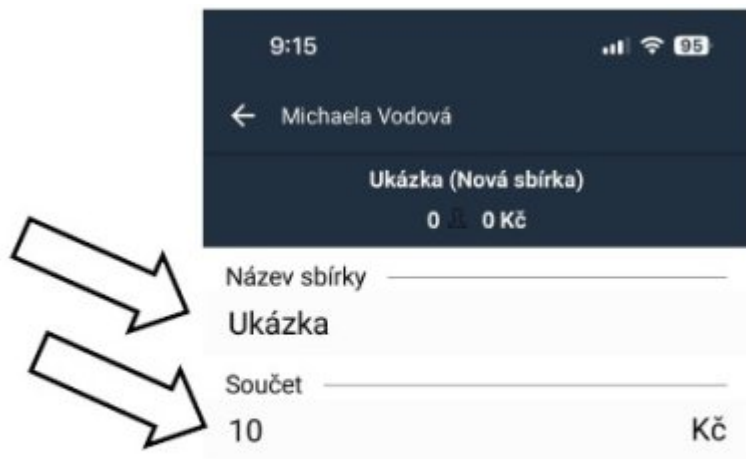 9:15 95
Michaela Vodová
Ukázka (Nová sbírka)
0 0 Kč
Název sbírky
Ukázka
Součet
10 Kč